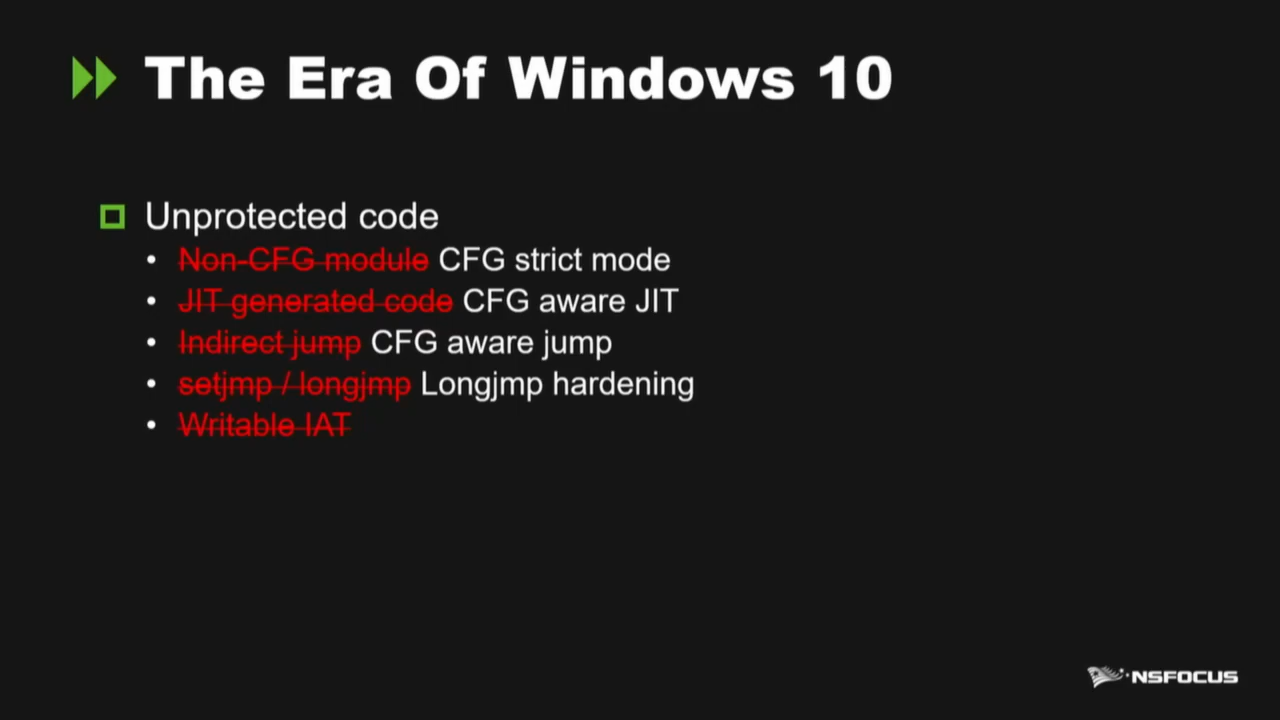 The Era Of Windows 10
Unprotected code
• Non-CFG module CFG strict mode
• JIT generated code CFG aware JIT
• Indirect jump CFG aware jump
• setjmp / longjmp Longjmp hardening
• Writable IAT
NSFOCUS